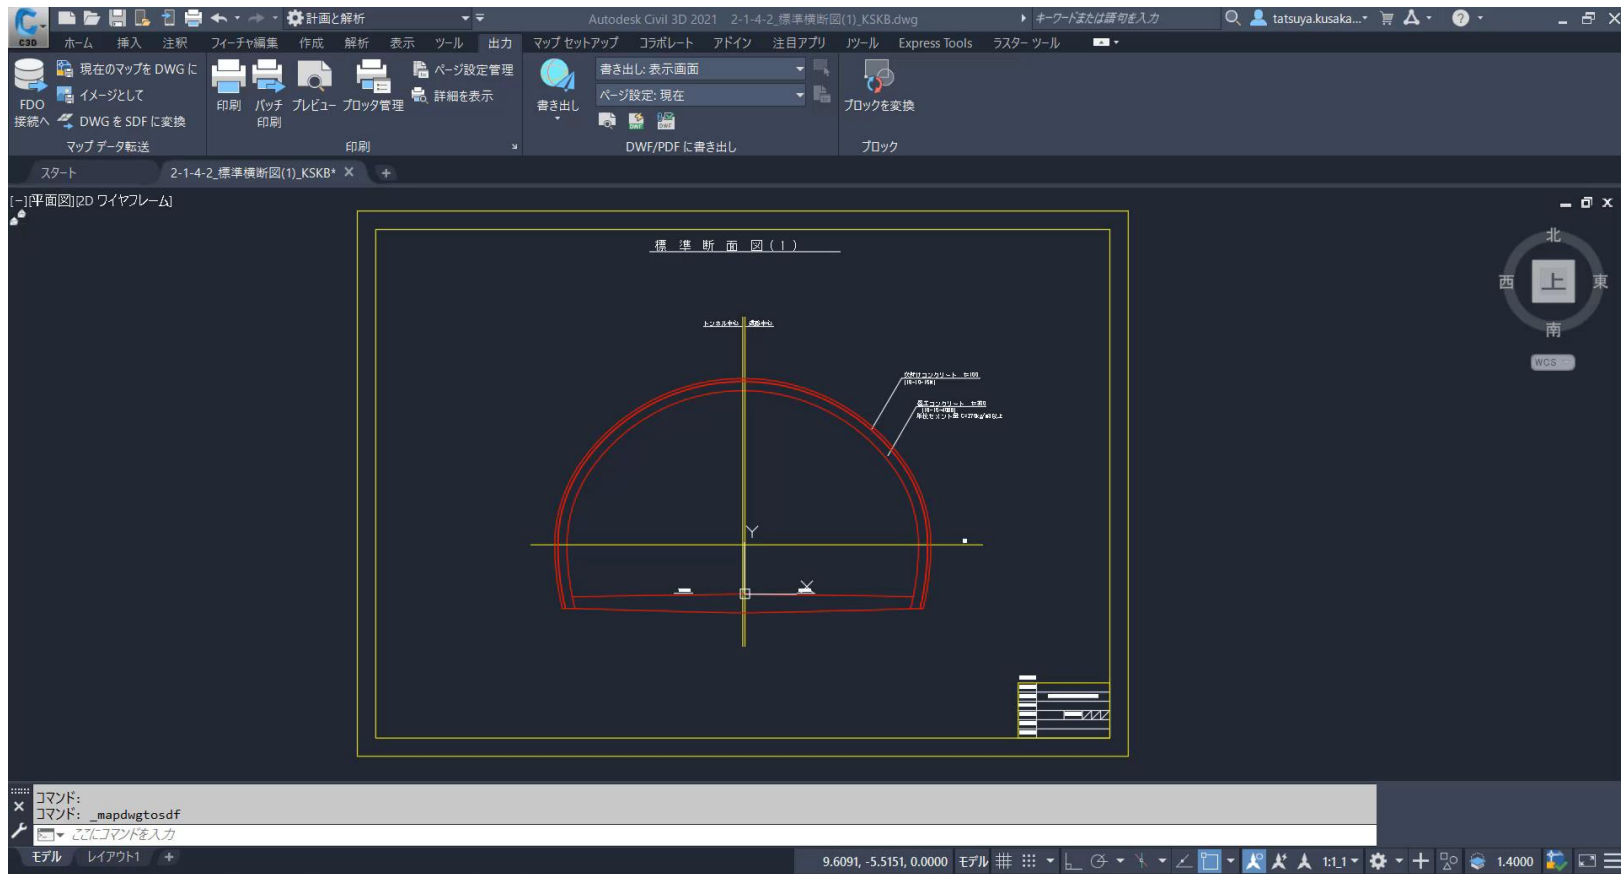 計画と解析
Autodesk Civil 3D 2021 2-1-4-2_標準横断図(1)_KSKB.dwg
キーワードまたは語句を入力
tatsuya.kusaka...
C3D
ホーム 挿入 注釈 フィーチャ編集 作成 解析 表示 ツール 出力 マップ セットアップ コラボレート アドイン 注目アプリ Jツール Express Tools ラスター ツール
FDO 接続へ
現在のマップを DWG に
イメージとして
DWG を SDF に変換
印刷
バッチ 印刷
プレビュー
プロッタ管理
ページ設定管理
詳細を表示
書き出し
書き出し: 表示画面
ページ設定: 現在
ブロックを変換
マップ データ転送
印刷
DWF/PDF に書き出し
ブロック
スタート
2-1-4-2_標準横断図(1)_KSKB*
[-][平面図][2D ワイヤフレーム]
標準断面図(1)
北
西
上
東
南
WCS
トンネル中心
Y
X
コマンド:
コマンド: _mapdwgtosdf
ここにコマンドを入力
モデル レイアウト1
9.6091, -5.5151, 0.0000 モデル
1:1_1
1.4000